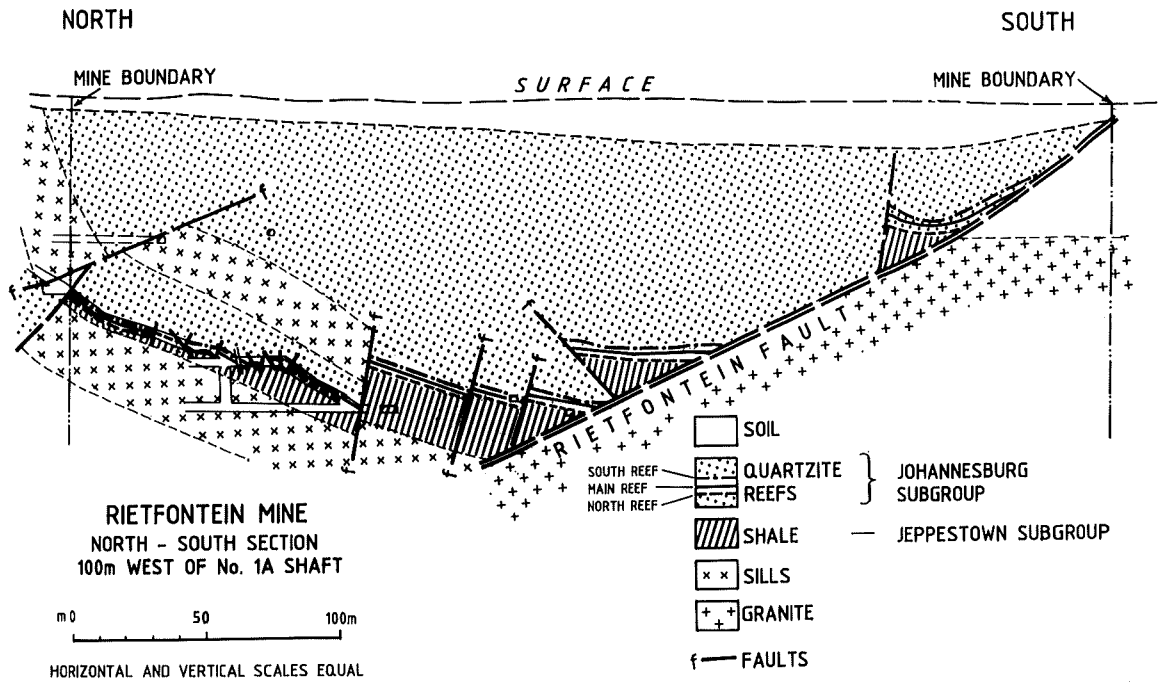 NORTH
SOUTH
MINE BOUNDARY
SURFACE
MINE BOUNDARY
f
f
f
f
f
f
f
f
RIETFONTEIN FAULT
SOIL
SOUTH REEF
MAIN REEF
NORTH REEF
QUARTZITE
REEFS
JOHANNESBURG
SUBGROUP
SHALE
— JEPPESTOWN SUBGROUP
SILLS
GRANITE
f FAULTS
RIETFONTEIN MINE
NORTH - SOUTH SECTION
100m WEST OF No. 1A SHAFT
m 0 50 100m
HORIZONTAL AND VERTICAL SCALES EQUAL